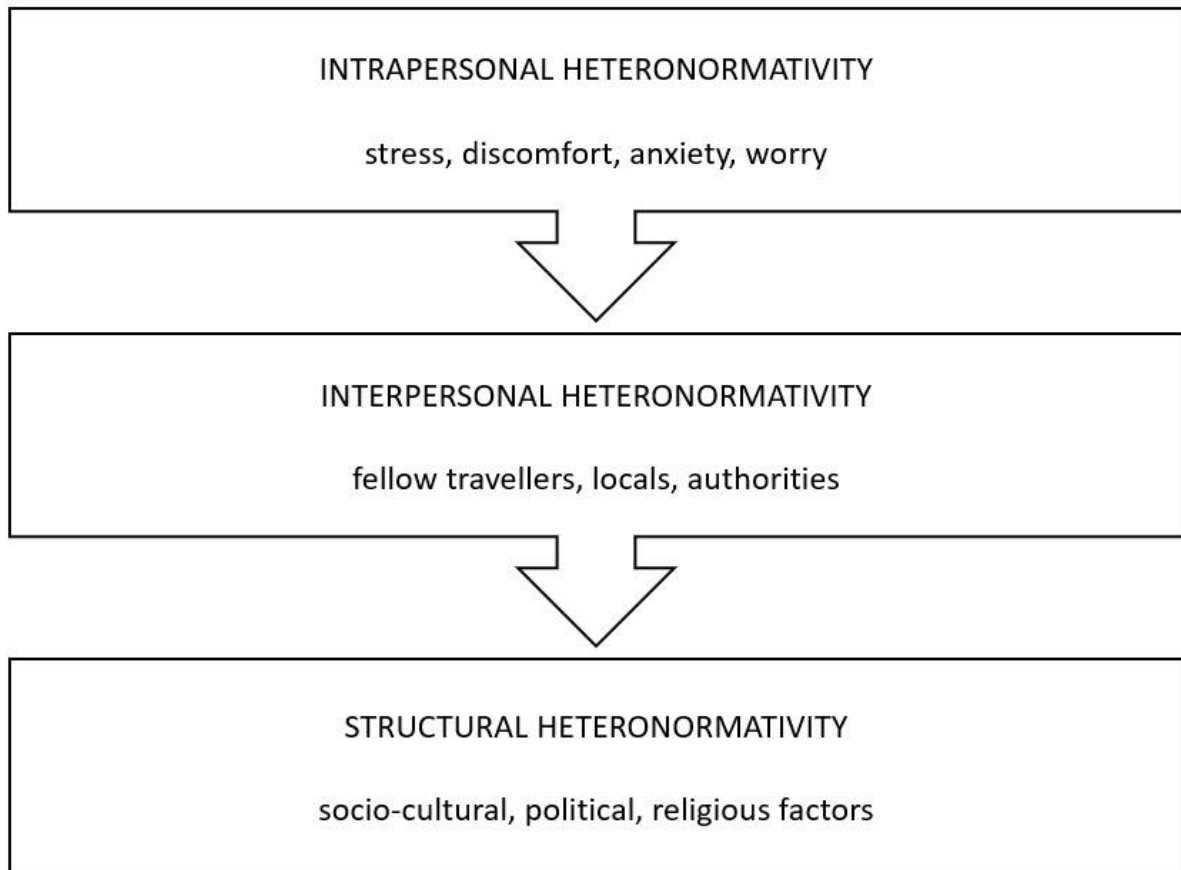 INTRAPERSONAL HETERONORMATIVITY
stress, discomfort, anxiety, worry
INTERPERSONAL HETERONORMATIVITY
fellow travellers, locals, authorities
STRUCTURAL HETERONORMATIVITY
socio-cultural, political, religious factors